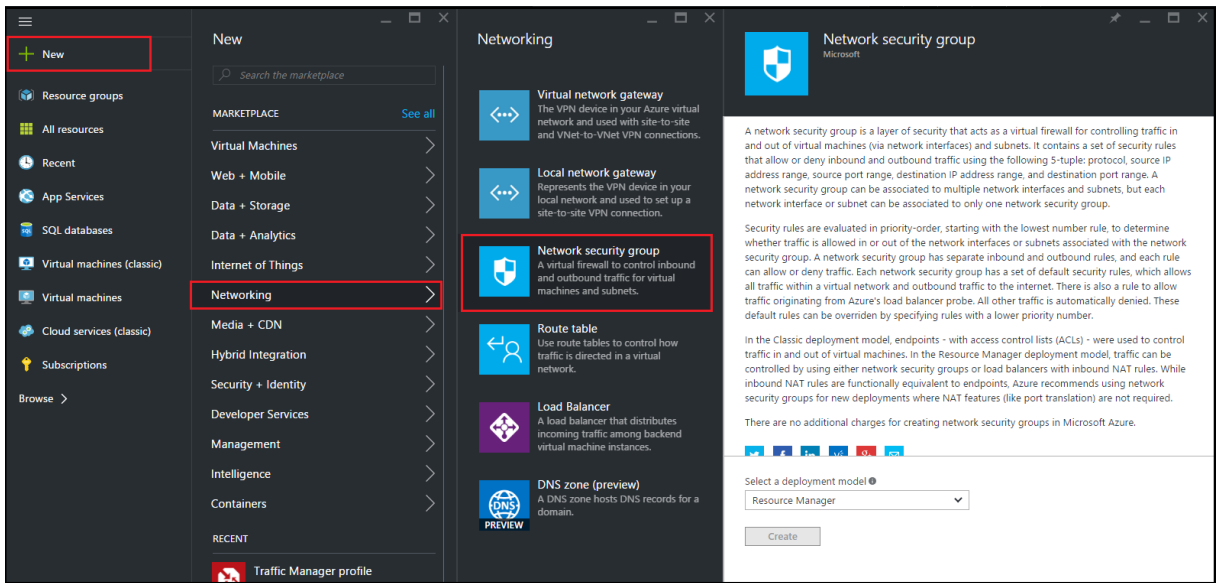 New
Resource groups
All resources
Recent
App Services
SQL databases
Virtual machines (classic)
Virtual machines
Cloud services (classic)
Subscriptions
Browse >
New
Search the marketplace
MARKETPLACE See all
Virtual Machines
Web + Mobile
Data + Storage
Data + Analytics
Internet of Things
Networking
Media + CDN
Hybrid Integration
Security + Identity
Developer Services
Management
Intelligence
Containers
RECENT
Traffic Manager profile
Networking
Virtual network gateway
The VPN device in your Azure virtual
network and used with site-to-site
and VNet-to-VNet VPN connections.
Local network gateway
Represents the VPN device in your
local network and used to set up a
site-to-site VPN connection.
Network security group
A virtual firewall to control inbound
and outbound traffic for virtual
machines and subnets.
Route table
Use route tables to control how
traffic is directed in a virtual
network.
Load Balancer
A load balancer that distributes
incoming traffic among backend
virtual machine instances.
DNS
PREVIEW
DNS zone (preview)
A DNS zone hosts DNS records for a
domain.
Network security group
Microsoft
A network security group is a layer of security that acts as a virtual firewall for controlling traffic in
and out of virtual machines (via network interfaces) and subnets. It contains a set of security rules
that allow or deny inbound and outbound traffic using the following 5-tuple: protocol, source IP
address range, source port range, destination IP address range, and destination port range. A
network security group can be associated to multiple network interfaces and subnets, but each
network interface or subnet can be associated to only one network security group.
Security rules are evaluated in priority-order, starting with the lowest number rule, to determine
whether traffic is allowed in or out of the network interfaces or subnets associated with the network
security group. A network security group has separate inbound and outbound rules, and each rule
can allow or deny traffic. Each network security group has a set of default security rules, which allows
all traffic within a virtual network and outbound traffic to the internet. There is also a rule to allow
traffic originating from Azure's load balancer probe. All other traffic is automatically denied. These
default rules can be overriden by specifying rules with a lower priority number.
In the Classic deployment model, endpoints - with access control lists (ACLs) - were used to control
traffic in and out of virtual machines. In the Resource Manager deployment model, traffic can be
controlled by using either network security groups or load balancers with inbound NAT rules. While
inbound NAT rules are functionally equivalent to endpoints, Azure recommends using network
security groups for new deployments where NAT features (like port translation) are not required.
There are no additional charges for creating network security groups in Microsoft Azure.
Select a deployment model
Resource Manager
Create